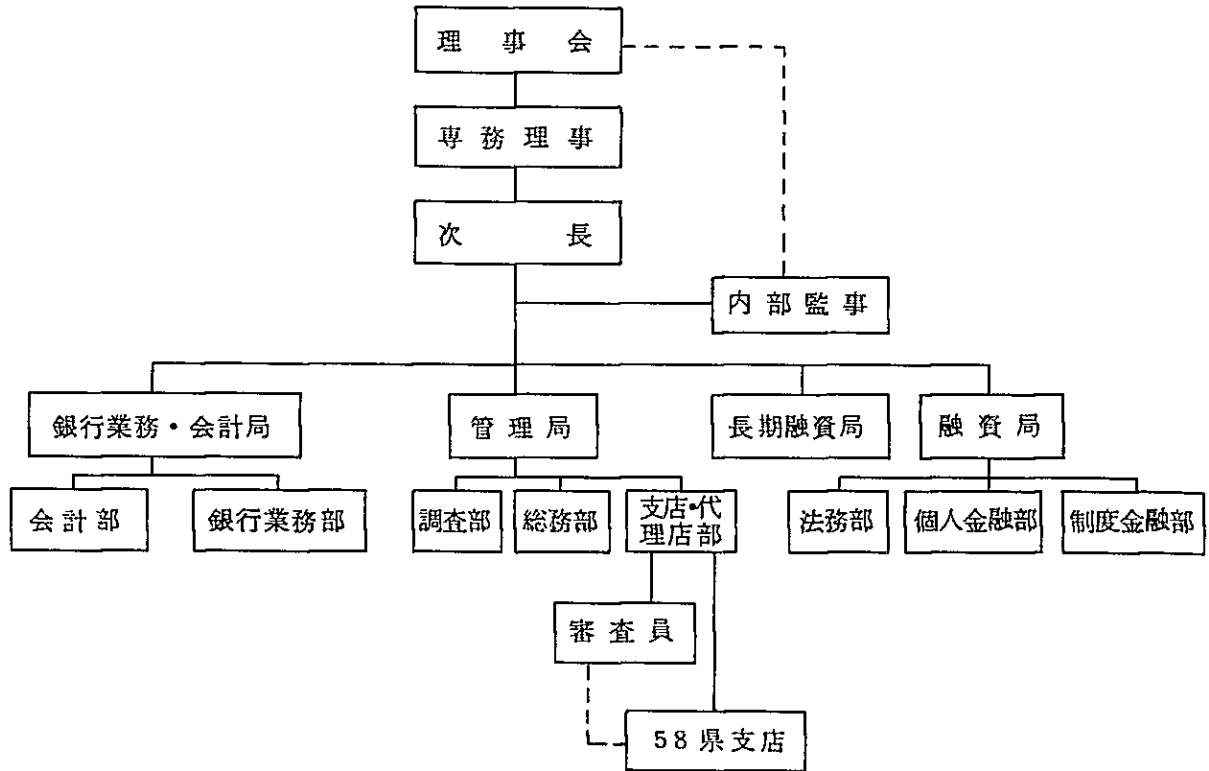 理事会
専務理事
次長
内部監事
銀行業務・会計局
管理局
長期融資局
融資局
会計部
銀行業務部
調査部
総務部
支店・代
理店部
法務部
個人金融部
制度金融部
審査員
58県支店